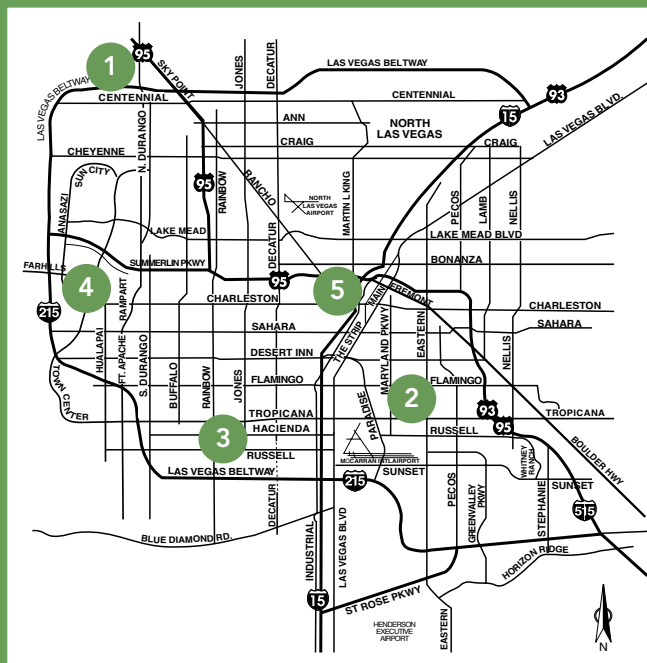 1
95
SKY POINT
JONES
DECATUR
LAS VEGAS BELTWAY
LAS VEGAS BELTWAY
93
CENTENNIAL
CENTENNIAL
15
LAS VEGAS BLVD.
ANN
NORTH
LAS VEGAS
CRAIG
CRAIG
N. DURANGO
CHEYENNE
SUN CITY
95
RAINBOW
RANCHO
NORTH
LAS VEGAS
AIRPORT
MARTIN L KING
PECOS
LAMB
NELLIS
ANASAZI
LAKE MEAD
LAKE MEAD BLVD
DECATUR
SUMMERLIN PKWY
BONANZA
FARHILLS
95
4
5
MAIN
FREMONT
215
RAMPART
CHARLESTON
CHARLESTON
SAHARA
SAHARA
THE STRIP
EASTERN
HUALAPAI
FT. APACHE
S. DURANGO
DESERT INN
MARYLAND PKWY
NELLIS
TOWN CENTER
BUFFALO
RAINBOW
JONES
FLAMINGO
FLAMINGO
2
93
95
TROPICANA
TROPICANA
PARADISE
3
HACIENDA
RUSSELL
RUSSELL
MCCARRAN INTLAIRPORT
WHITNEY
RANCH
BOULDER HWY
LAS VEGAS BELTWAY
215
SUNSET
SUNSET
DECATUR
PECOS
GREENVALLEY
PKWY
STEPHANIE
515
BLUE DIAMOND RD.
INDUSTRIAL
LAS VEGAS BLVD
HORIZON RIDGE
15
ST ROSE PKWY
HENDERSON
EXECUTIVE
AIRPORT
EASTERN
N